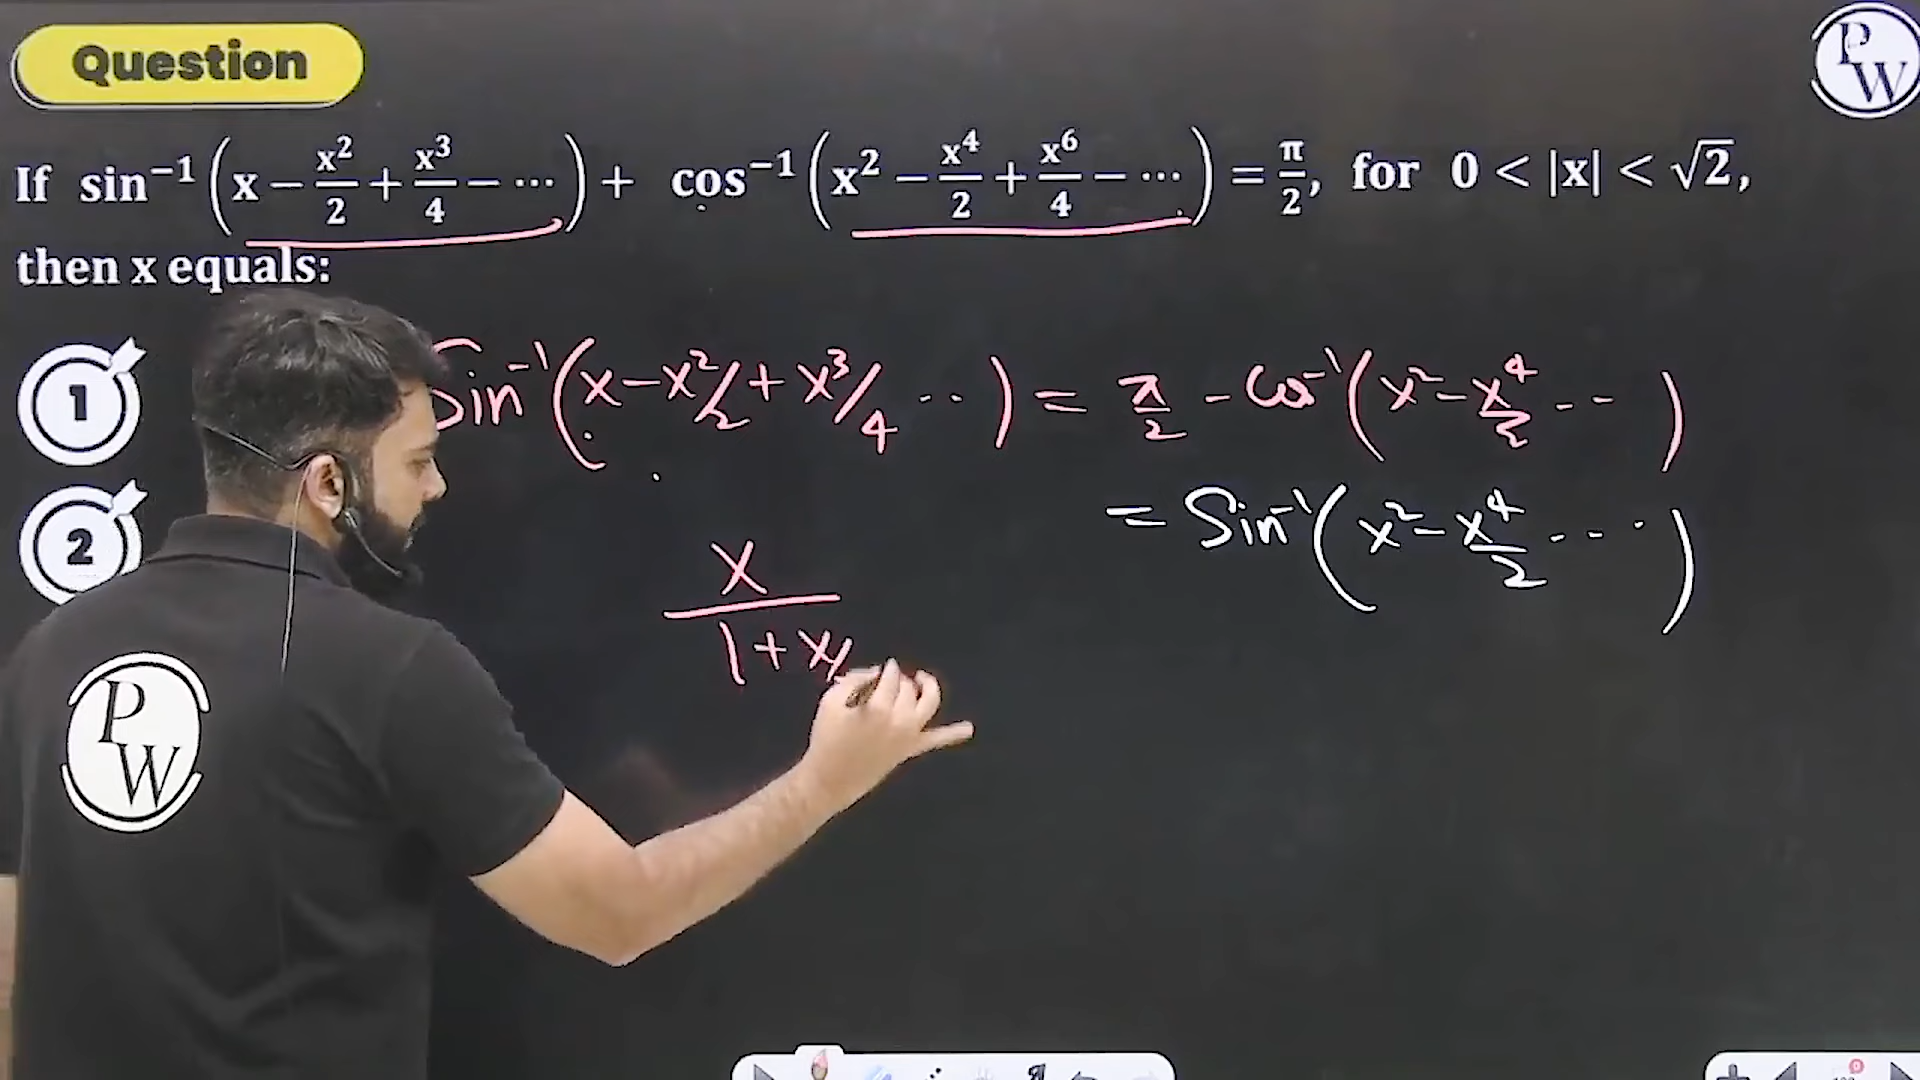 Question
PW
If sin⁻¹(x − x²/2 + x³/4 − ⋯) + cos⁻¹(x² − x⁴/2 + x⁶/4 − ⋯) = π/2, for 0 < |x| < √2,
then x equals:
1
Sin⁻¹(x − x²/2 + x³/4 ⋯) = π/2 − Cos⁻¹(x² − x⁴/2 ⋯)
2
= Sin⁻¹(x² − x⁴/2 ⋯)
x
1 + x/
PW